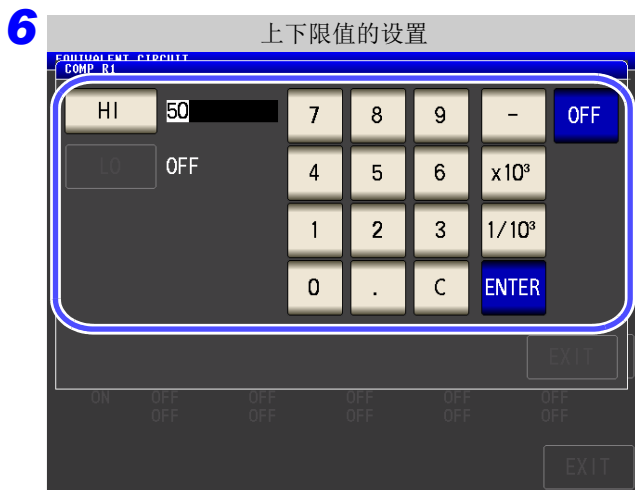 6
上下限值的设置
EQUIVALENT CIRCUIT
COMP R1
HI 50 7 8 9 - OFF
LO OFF 4 5 6 x10³
1 2 3 1/10³
0 . C ENTER
EXIT
ON OFF OFF OFF OFF OFF
OFF OFF OFF OFF OFF
EXIT